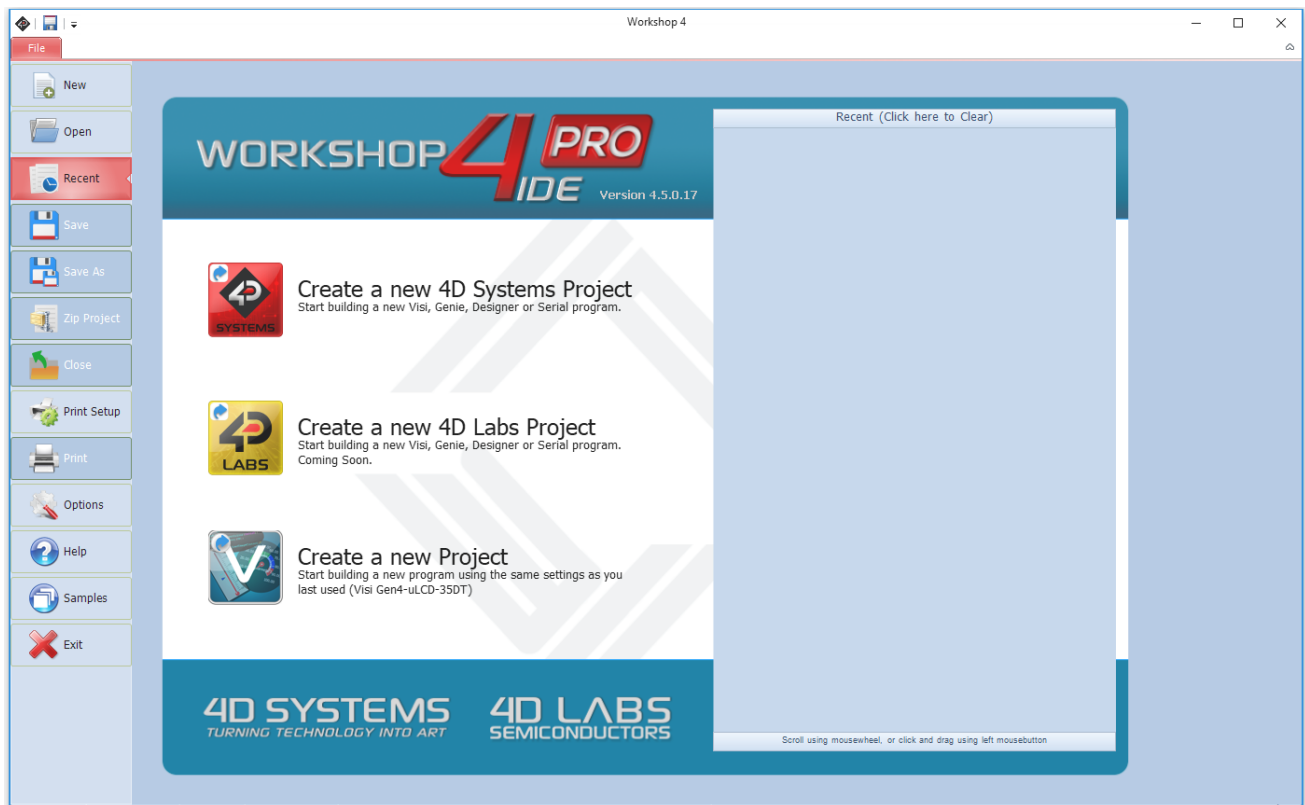 Workshop 4
File
New
Open
Recent
Save
Save As
Zip Project
Close
Print Setup
Print
Options
Help
Samples
Exit
WORKSHOP 4 PRO
IDE Version 4.5.0.17
4D
SYSTEMS
Create a new 4D Systems Project
Start building a new Visi, Genie, Designer or Serial program.
4D
LABS
Create a new 4D Labs Project
Start building a new Visi, Genie, Designer or Serial program.
Coming Soon.
V
Create a new Project
Start building a new program using the same settings as you
last used (Visi Gen4-uLCD-35DT)
4D SYSTEMS
TURNING TECHNOLOGY INTO ART
4D LABS
SEMICONDUCTORS
Recent (Click here to Clear)
Scroll using mousewheel, or click and drag using left mousebutton